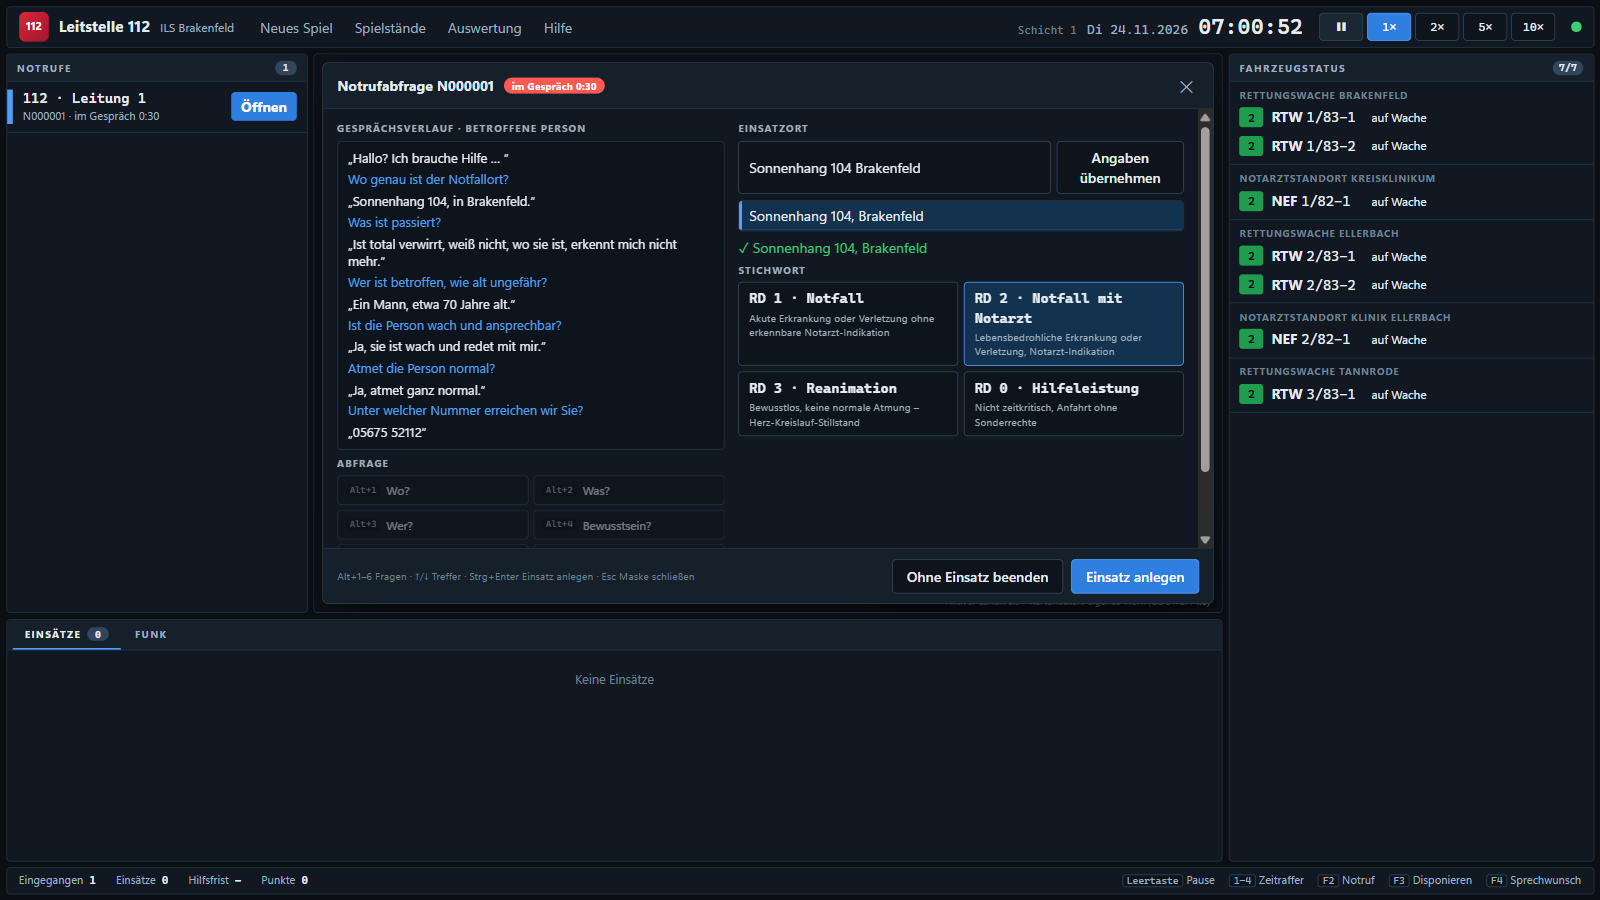 112 Leitstelle 112 ILS Brakenfeld Neues Spiel Spielstände Auswertung Hilfe Schicht 1 Di 24.11.2026 07:00:52 1× 2× 5× 10×
NOTRUFE 1
112 · Leitung 1
N000001 · im Gespräch 0:30
Öffnen
Notrufabfrage N000001 im Gespräch 0:30
GESPRÄCHSVERLAUF · BETROFFENE PERSON
„Hallo? Ich brauche Hilfe … “
Wo genau ist der Notfallort?
„Sonnenhang 104, in Brakenfeld.“
Was ist passiert?
„Ist total verwirrt, weiß nicht, wo sie ist, erkennt mich nicht
mehr.“
Wer ist betroffen, wie alt ungefähr?
„Ein Mann, etwa 70 Jahre alt.“
Ist die Person wach und ansprechbar?
„Ja, sie ist wach und redet mit mir.“
Atmet die Person normal?
„Ja, atmet ganz normal.“
Unter welcher Nummer erreichen wir Sie?
„05675 52112“
ABFRAGE
Alt+1 Wo? Alt+2 Was?
Alt+3 Wer? Alt+4 Bewusstsein?
EINSATZORT
Sonnenhang 104 Brakenfeld
Angaben
übernehmen
Sonnenhang 104, Brakenfeld
✓ Sonnenhang 104, Brakenfeld
STICHWORT
RD 1 · Notfall
Akute Erkrankung oder Verletzung ohne
erkennbare Notarzt-Indikation
RD 2 · Notfall mit
Notarzt
Lebensbedrohliche Erkrankung oder
Verletzung, Notarzt-Indikation
RD 3 · Reanimation
Bewusstlos, keine normale Atmung –
Herz-Kreislauf-Stillstand
RD 0 · Hilfeleistung
Nicht zeitkritisch, Anfahrt ohne
Sonderrechte
Alt+1–6 Fragen · ↑/↓ Treffer · Strg+Enter Einsatz anlegen · Esc Maske schließen
Ohne Einsatz beenden Einsatz anlegen
FAHRZEUGSTATUS 7/7
RETTUNGSWACHE BRAKENFELD
2 RTW 1/83–1 auf Wache
2 RTW 1/83–2 auf Wache
NOTARZTSTANDORT KREISKLINIKUM
2 NEF 1/82–1 auf Wache
RETTUNGSWACHE ELLERBACH
2 RTW 2/83–1 auf Wache
2 RTW 2/83–2 auf Wache
NOTARZTSTANDORT KLINIK ELLERBACH
2 NEF 2/82–1 auf Wache
RETTUNGSWACHE TANNRODE
2 RTW 3/83–1 auf Wache
EINSÄTZE 0 FUNK
Keine Einsätze
Eingegangen 1 Einsätze 0 Hilfsfrist – Punkte 0 Leertaste Pause 1–4 Zeitraffer F2 Notruf F3 Disponieren F4 Sprechwunsch